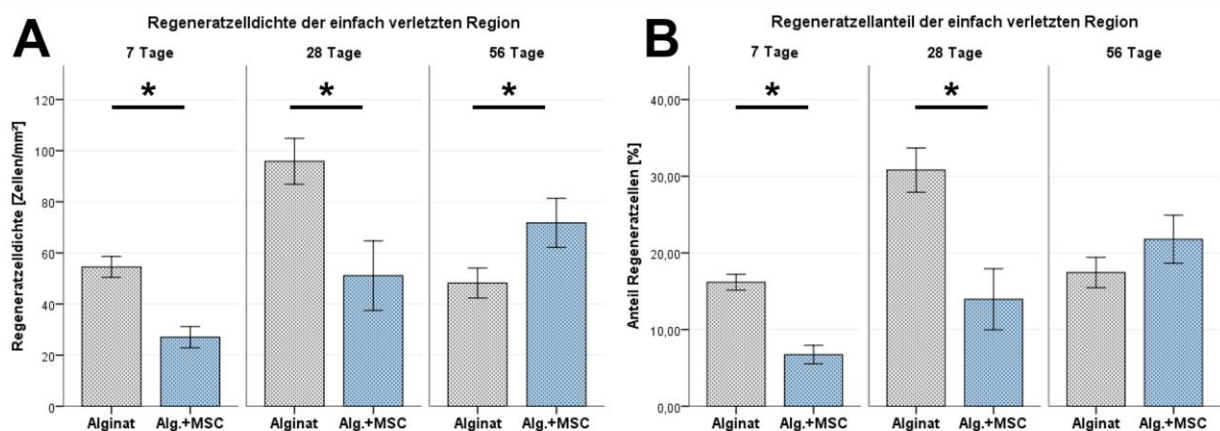 A
Regeneratzelldichte der einfach verletzten Region
7 Tage
28 Tage
56 Tage
Regeneratzelldichte [Zellen/mm²]
120
100
80
60
40
20
0
*
*
*
Alginat
Alg.+MSC
Alginat
Alg.+MSC
Alginat
Alg.+MSC
B
Regeneratzellanteil der einfach verletzten Region
7 Tage
28 Tage
56 Tage
Anteil Regeneratzellen [%]
40,00
30,00
20,00
10,00
0,00
*
*
Alginat
Alg.+MSC
Alginat
Alg.+MSC
Alginat
Alg.+MSC